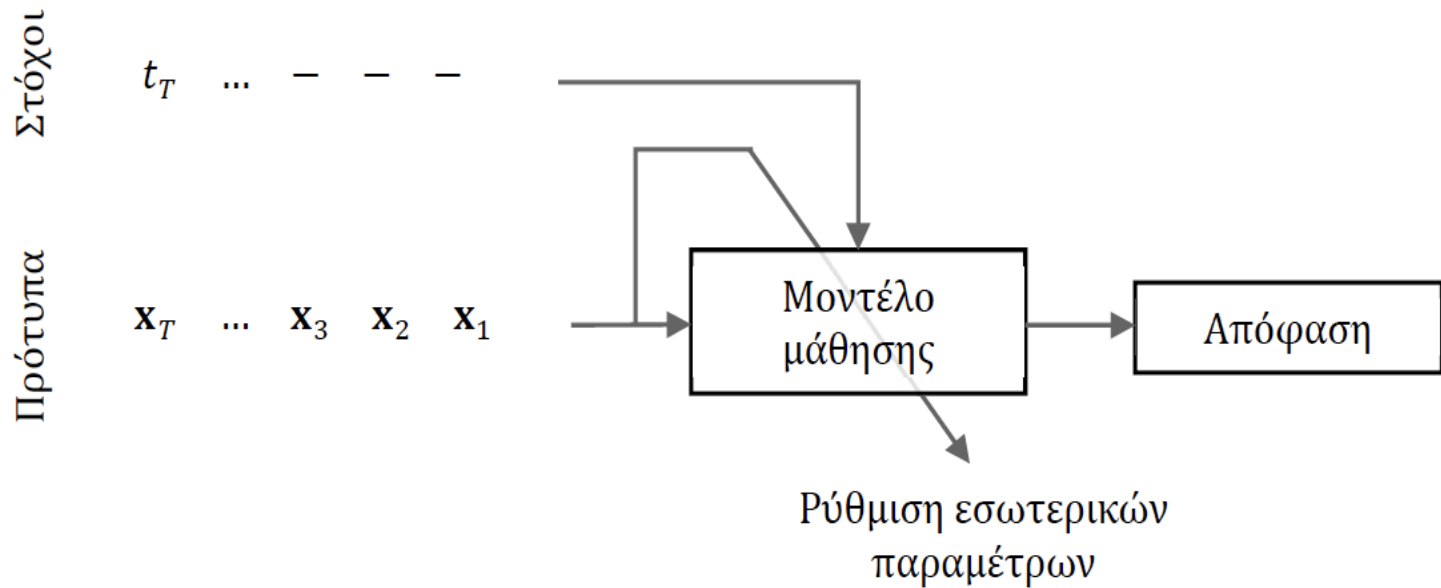 Στόχοι
t_T ... – – –
Πρότυπα
x_T ... x_3 x_2 x_1
Μοντέλο
μάθησης
Απόφαση
Ρύθμιση εσωτερικών
παραμέτρων